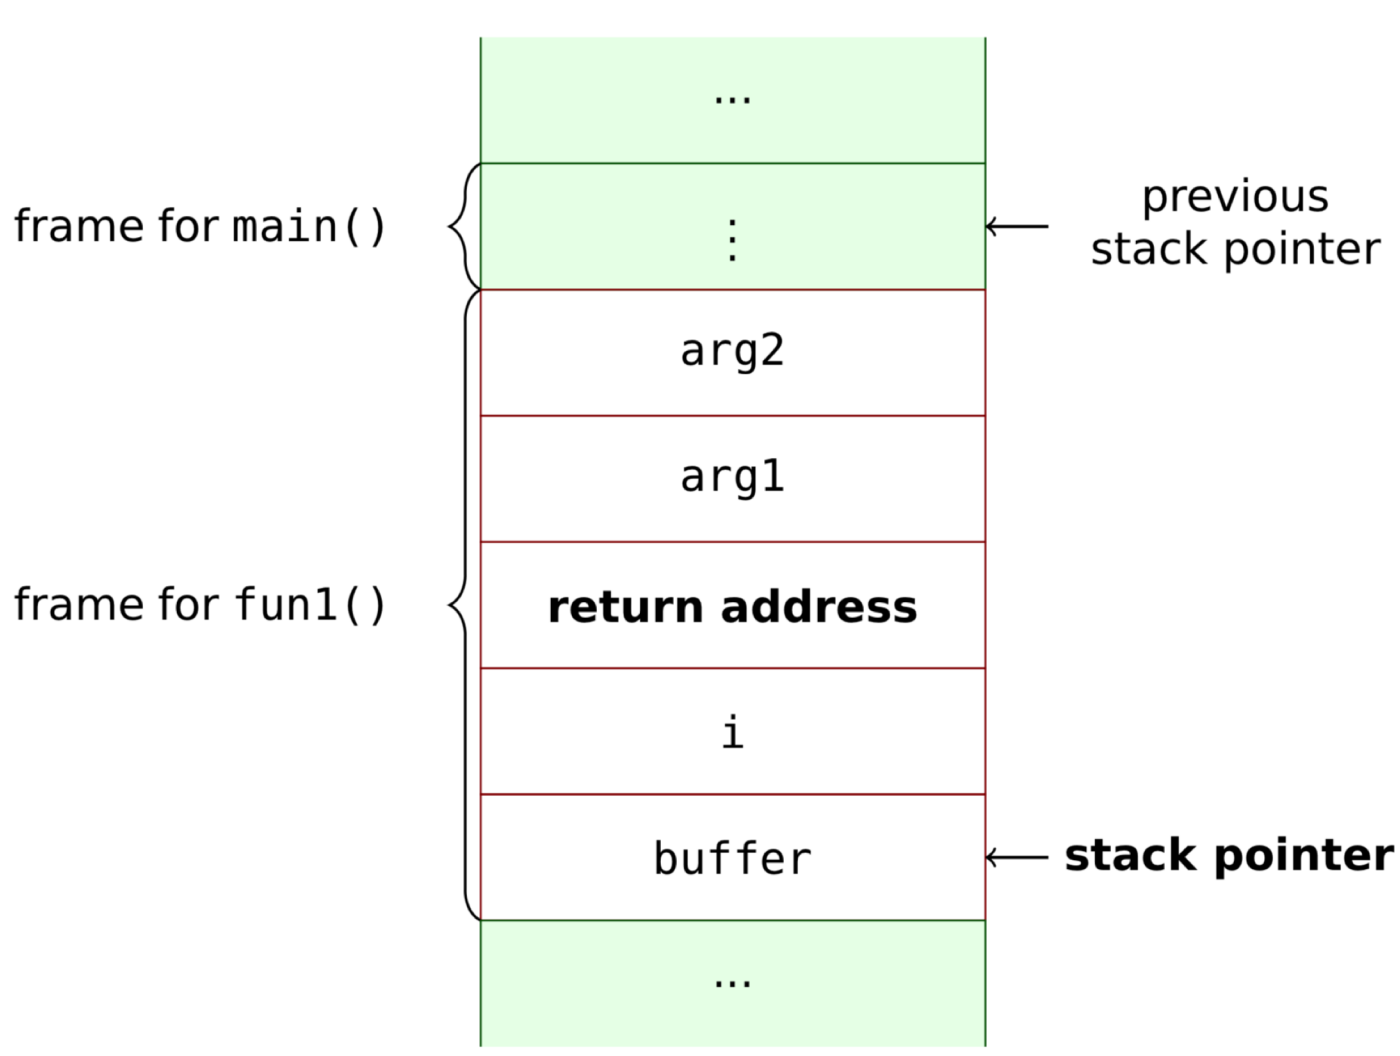 ...
frame for main()
⋮
previous
stack pointer
arg2
arg1
frame for fun1()
return address
i
buffer
stack pointer
...